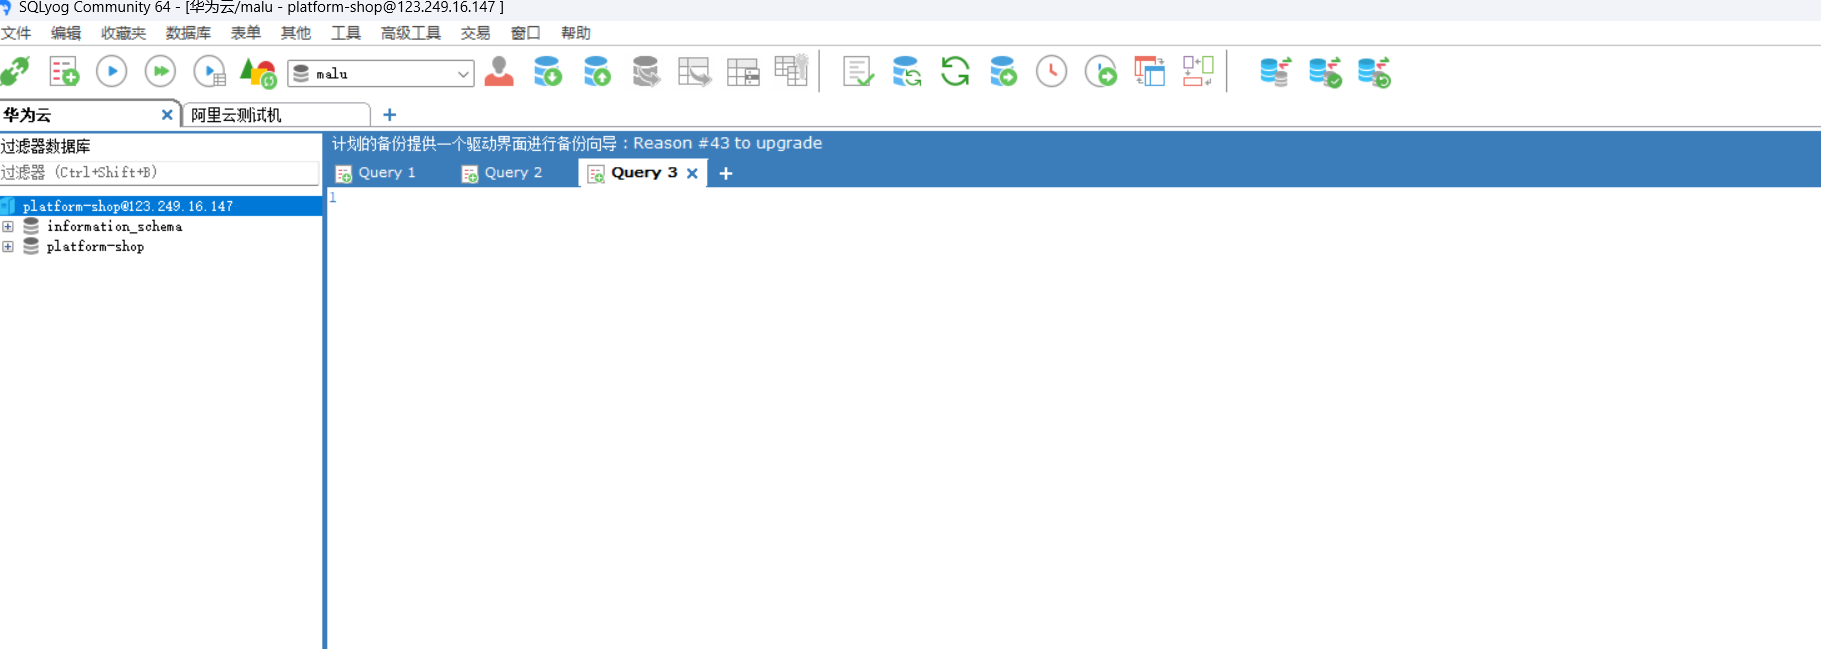 SQLyog Community 64 - [华为云/malu - platform-shop@123.249.16.147 ]
文件 编辑 收藏夹 数据库 表单 其他 工具 高级工具 交易 窗口 帮助
malu
华为云 阿里云测试机
过滤器数据库
计划的备份提供一个驱动界面进行备份向导：Reason #43 to upgrade
过滤器 (Ctrl+Shift+B)
Query 1 Query 2 Query 3
1
platform-shop@123.249.16.147
information_schema
platform-shop